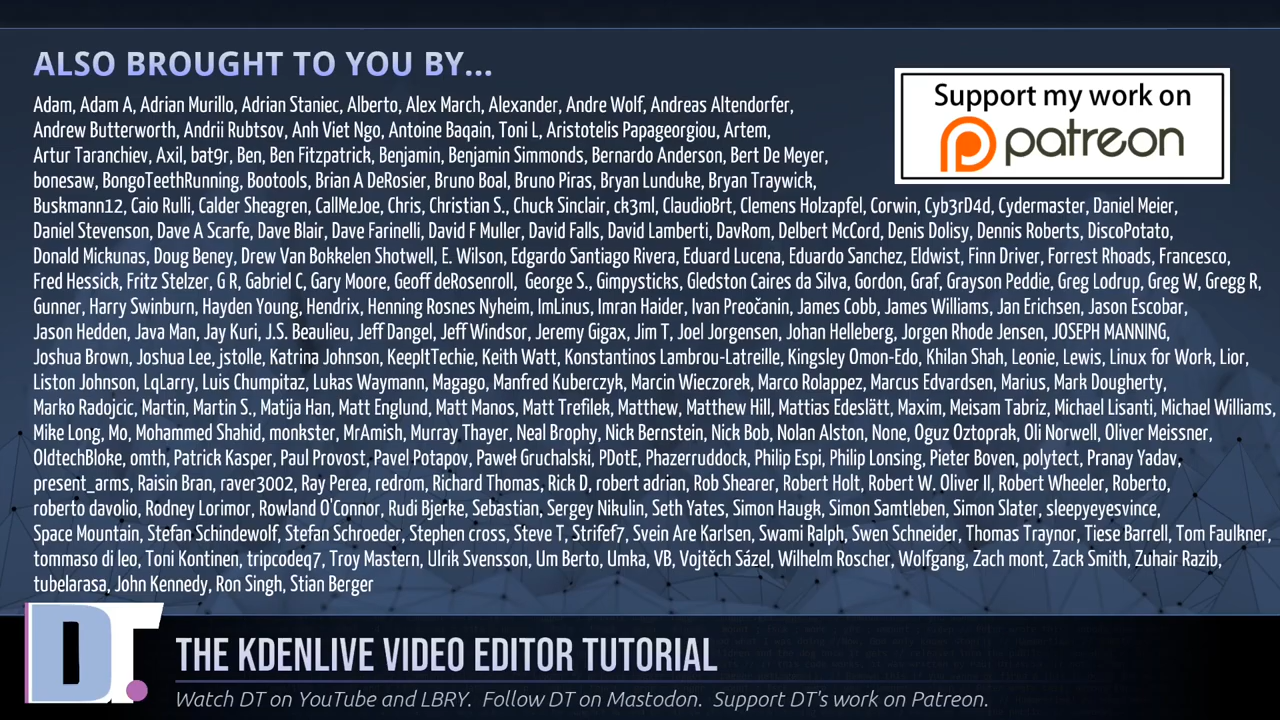 ALSO BROUGHT TO YOU BY...
Adam, Adam A, Adrian Murillo, Adrian Staniec, Alberto, Alex March, Alexander, Andre Wolf, Andreas Altendorfer,
Andrew Butterworth, Andrii Rubtsov, Anh Viet Ngo, Antoine Baqain, Toni L, Aristotelis Papageorgiou, Artem,
Artur Taranchiev, Axil, bat9r, Ben, Ben Fitzpatrick, Benjamin, Benjamin Simmonds, Bernardo Anderson, Bert De Meyer,
bonesaw, BongoTeethRunning, Bootools, Brian A DeRosier, Bruno Boal, Bruno Piras, Bryan Lunduke, Bryan Traywick,
Buskmann12, Caio Rulli, Calder Sheagren, CallMeJoe, Chris, Christian S., Chuck Sinclair, ck3ml, ClaudioBrt, Clemens Holzapfel, Corwin, Cyb3rD4d, Cydermaster, Daniel Meier,
Daniel Stevenson, Dave A Scarfe, Dave Blair, Dave Farinelli, David F Muller, David Falls, David Lamberti, DavRom, Delbert McCord, Denis Dolisy, Dennis Roberts, DiscoPotato,
Donald Mickunas, Doug Beney, Drew Van Bokkelen Shotwell, E. Wilson, Edgardo Santiago Rivera, Eduard Lucena, Eduardo Sanchez, Eldwist, Finn Driver, Forrest Rhoads, Francesco,
Fred Hessick, Fritz Stelzer, G R, Gabriel C, Gary Moore, Geoff deRosenroll, George S., Gimpysticks, Gledston Caires da Silva, Gordon, Graf, Grayson Peddie, Greg Lodrup, Greg W, Gregg R,
Gunner, Harry Swinburn, Hayden Young, Hendrix, Henning Rosnes Nyheim, ImLinus, Imran Haider, Ivan Preočanin, James Cobb, James Williams, Jan Erichsen, Jason Escobar,
Jason Hedden, Java Man, Jay Kuri, J.S. Beaulieu, Jeff Dangel, Jeff Windsor, Jeremy Gigax, Jim T, Joel Jorgensen, Johan Helleberg, Jorgen Rhode Jensen, JOSEPH MANNING,
Joshua Brown, Joshua Lee, jstolle, Katrina Johnson, KeepItTechie, Keith Watt, Konstantinos Lambrou-Latreille, Kingsley Omon-Edo, Khilan Shah, Leonie, Lewis, Linux for Work, Lior,
Liston Johnson, LqLarry, Luis Chumpitaz, Lukas Waymann, Magago, Manfred Kuberczyk, Marcin Wieczorek, Marco Rolappez, Marcus Edvardsen, Marius, Mark Dougherty,
Marko Radojcic, Martin, Martin S., Matija Han, Matt Englund, Matt Manos, Matt Trefilek, Matthew, Matthew Hill, Mattias Edeslätt, Maxim, Meisam Tabriz, Michael Lisanti, Michael Williams,
Mike Long, Mo, Mohammed Shahid, monkster, MrAmish, Murray Thayer, Neal Brophy, Nick Bernstein, Nick Bob, Nolan Alston, None, Oguz Oztoprak, Oli Norwell, Oliver Meissner,
OldtechBloke, omth, Patrick Kasper, Paul Provost, Pavel Potapov, Paweł Gruchalski, PDotE, Phazerruddock, Philip Espi, Philip Lonsing, Pieter Boven, polytect, Pranay Yadav,
present_arms, Raisin Bran, raver3002, Ray Perea, redrom, Richard Thomas, Rick D, robert adrian, Rob Shearer, Robert Holt, Robert W. Oliver II, Robert Wheeler, Roberto,
roberto davolio, Rodney Lorimor, Rowland O'Connor, Rudi Bjerke, Sebastian, Sergey Nikulin, Seth Yates, Simon Haugk, Simon Samtleben, Simon Slater, sleepyeyesvince,
Space Mountain, Stefan Schindewolf, Stefan Schroeder, Stephen cross, Steve T, Strifef7, Svein Are Karlsen, Swami Ralph, Swen Schneider, Thomas Traynor, Tiese Barrell, Tom Faulkner,
tommaso di leo, Toni Kontinen, tripcodeq7, Troy Mastern, Ulrik Svensson, Um Berto, Umka, VB, Vojtěch Sázel, Wilhelm Roscher, Wolfgang, Zach mont, Zack Smith, Zuhair Razib,
tubelarasa, John Kennedy, Ron Singh, Stian Berger
Support my work on
patreon
DT
THE KDENLIVE VIDEO EDITOR TUTORIAL
Watch DT on YouTube and LBRY. Follow DT on Mastodon. Support DT's work on Patreon.